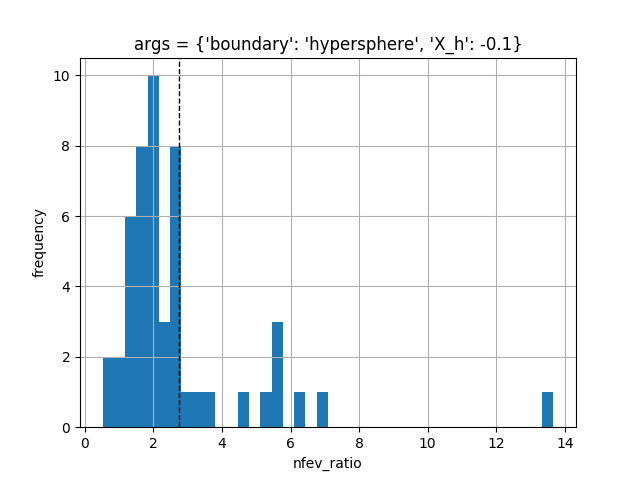 args = {'boundary': 'hypersphere', 'X_h': -0.1}
10
8
6
4
2
0
frequency
0 2 4 6 8 10 12 14
nfev_ratio